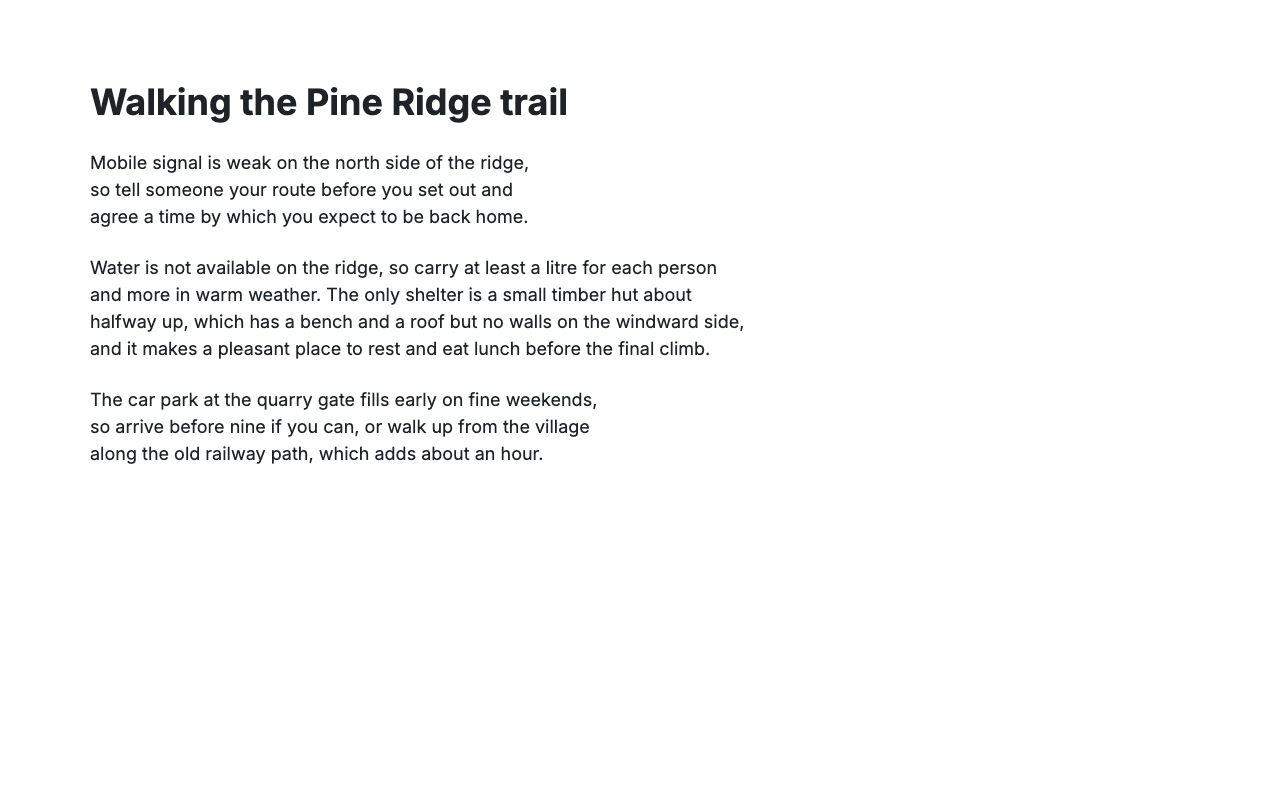 Walking the Pine Ridge trail
Mobile signal is weak on the north side of the ridge,
so tell someone your route before you set out and
agree a time by which you expect to be back home.
Water is not available on the ridge, so carry at least a litre for each person
and more in warm weather. The only shelter is a small timber hut about
halfway up, which has a bench and a roof but no walls on the windward side,
and it makes a pleasant place to rest and eat lunch before the final climb.
The car park at the quarry gate fills early on fine weekends,
so arrive before nine if you can, or walk up from the village
along the old railway path, which adds about an hour.